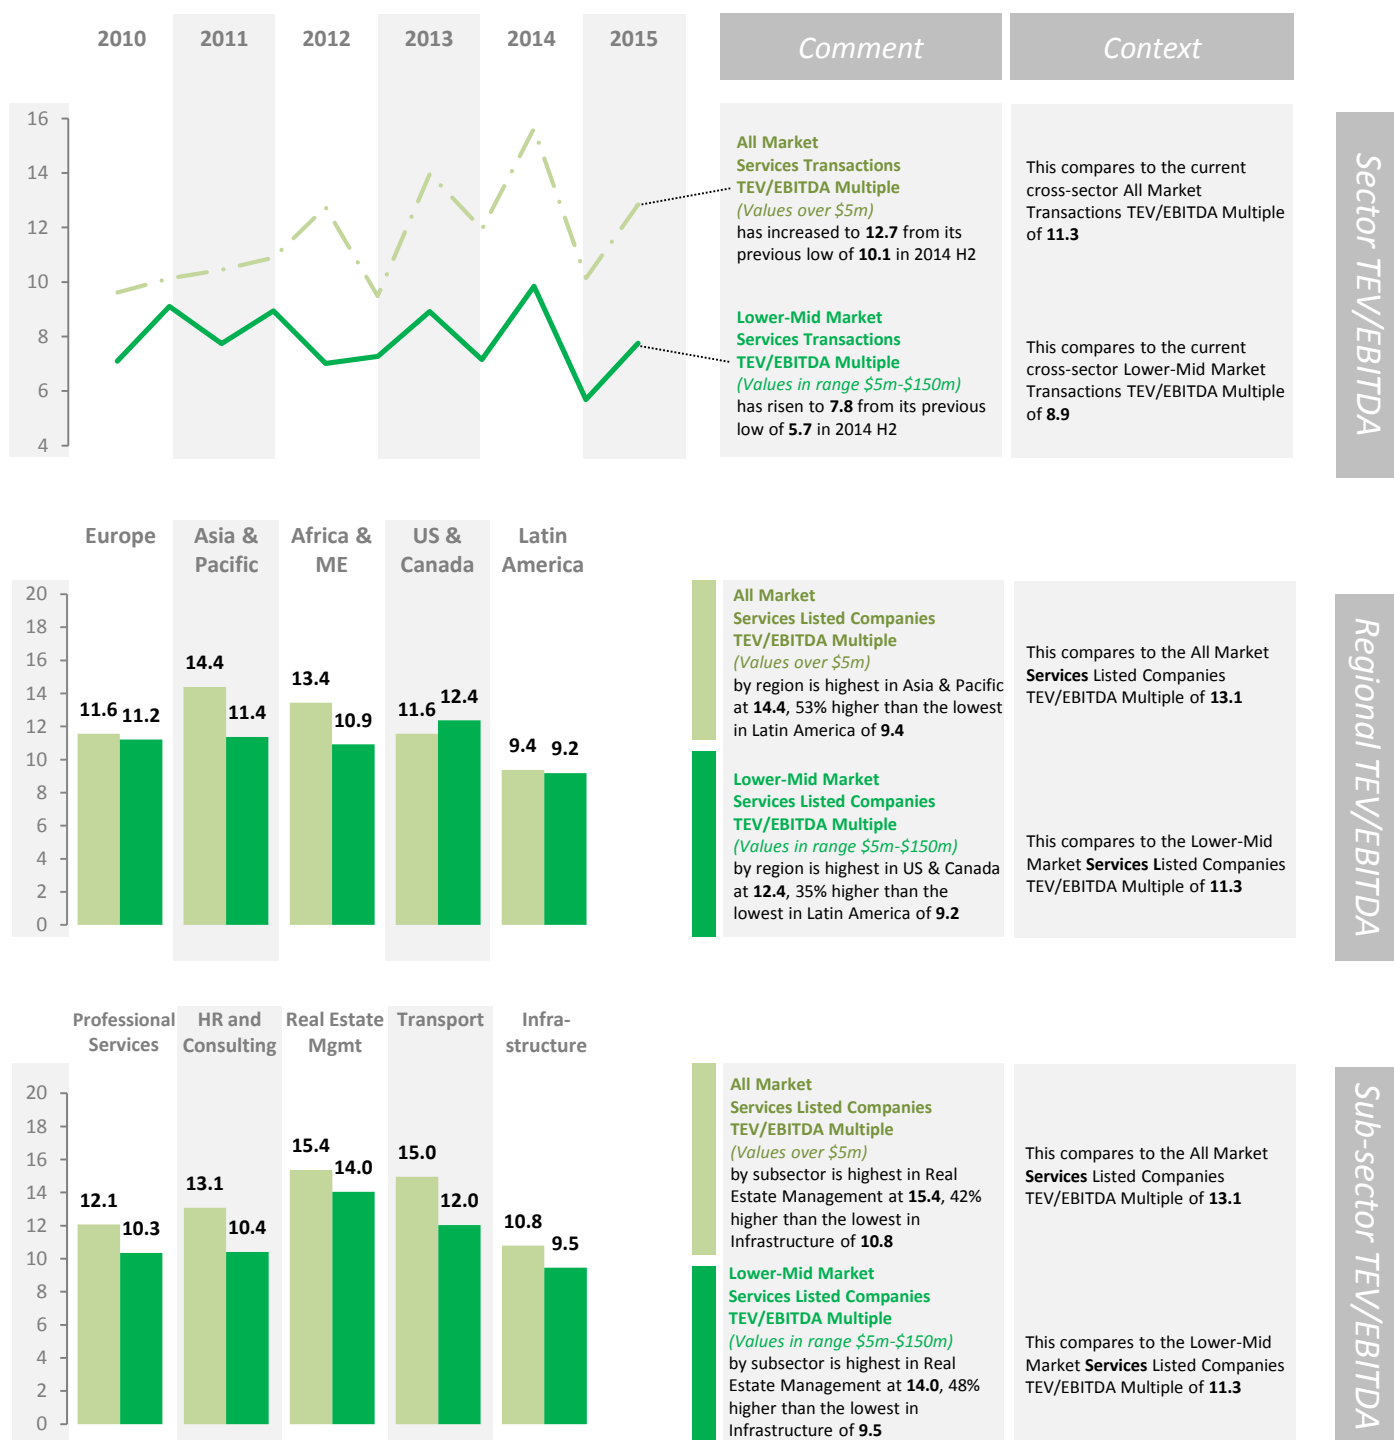 2010 2011 2012 2013 2014 2015
Comment
Context
16
14
12
10
8
6
4
All Market
Services Transactions
TEV/EBITDA Multiple
(Values over $5m)
has increased to 12.7 from its
previous low of 10.1 in 2014 H2
This compares to the current
cross-sector All Market
Transactions TEV/EBITDA Multiple
of 11.3
Lower-Mid Market
Services Transactions
TEV/EBITDA Multiple
(Values in range $5m-$150m)
has risen to 7.8 from its previous
low of 5.7 in 2014 H2
This compares to the current
cross-sector Lower-Mid Market
Transactions TEV/EBITDA Multiple
of 8.9
Sector TEV/EBITDA
Europe
Asia &
Pacific
Africa &
ME
US &
Canada
Latin
America
20
18
16
14
12
10
8
6
4
2
0
11.6 11.2
14.4
11.4
13.4
10.9
11.6
12.4
9.4 9.2
All Market
Services Listed Companies
TEV/EBITDA Multiple
(Values over $5m)
by region is highest in Asia & Pacific
at 14.4, 53% higher than the lowest
in Latin America of 9.4
This compares to the All Market
Services Listed Companies
TEV/EBITDA Multiple of 13.1
Lower-Mid Market
Services Listed Companies
TEV/EBITDA Multiple
(Values in range $5m-$150m)
by region is highest in US & Canada
at 12.4, 35% higher than the
lowest in Latin America of 9.2
This compares to the Lower-Mid
Market Services Listed Companies
TEV/EBITDA Multiple of 11.3
Regional TEV/EBITDA
Professional
Services
HR and
Consulting
Real Estate
Mgmt
Transport
Infra-
structure
20
18
16
14
12
10
8
6
4
2
0
12.1
10.3
13.1
10.4
15.4
14.0
15.0
12.0
10.8
9.5
All Market
Services Listed Companies
TEV/EBITDA Multiple
(Values over $5m)
by subsector is highest in Real
Estate Management at 15.4, 42%
higher than the lowest in
Infrastructure of 10.8
This compares to the All Market
Services Listed Companies
TEV/EBITDA Multiple of 13.1
Lower-Mid Market
Services Listed Companies
TEV/EBITDA Multiple
(Values in range $5m-$150m)
by subsector is highest in Real
Estate Management at 14.0, 48%
higher than the lowest in
Infrastructure of 9.5
This compares to the Lower-Mid
Market Services Listed Companies
TEV/EBITDA Multiple of 11.3
Sub-sector TEV/EBITDA